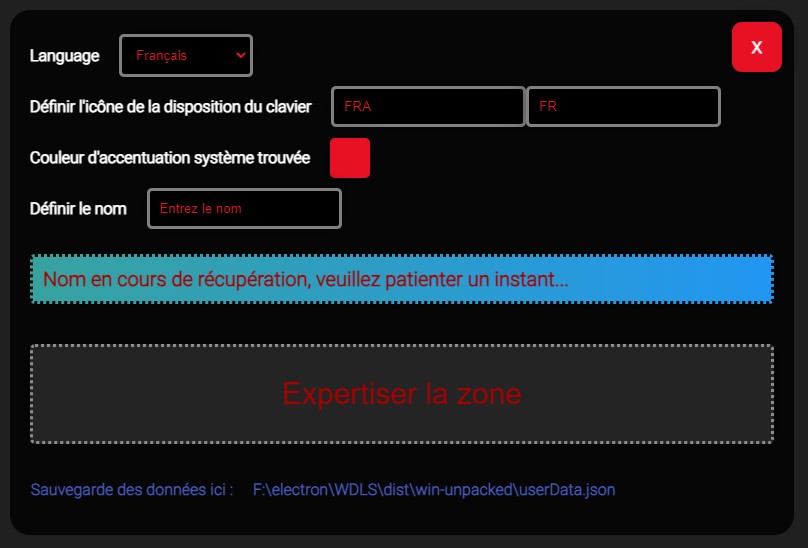 X
Language Français
Définir l'icône de la disposition du clavier FRA FR
Couleur d'accentuation système trouvée
Définir le nom Entrez le nom
Nom en cours de récupération, veuillez patienter un instant...
Expertiser la zone
Sauvegarde des données ici : F:\electron\WDLS\dist\win-unpacked\userData.json